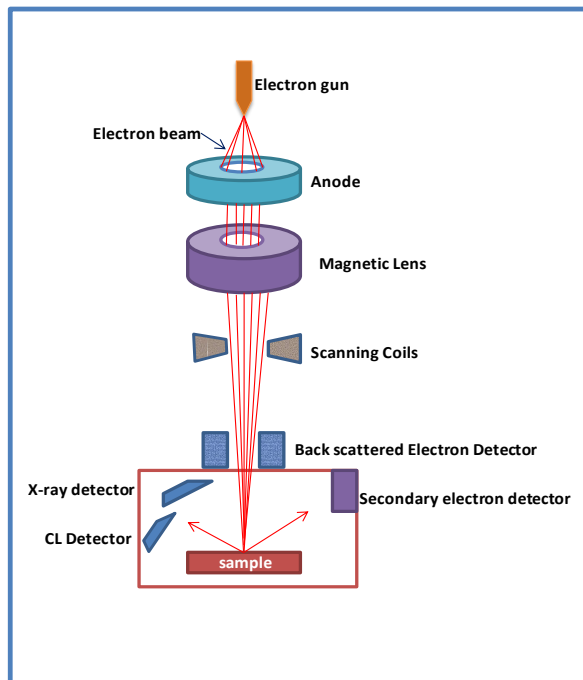 Electron gun
Electron beam
Anode
Magnetic Lens
Scanning Coils
Back scattered Electron Detector
X-ray detector
Secondary electron detector
CL Detector
sample